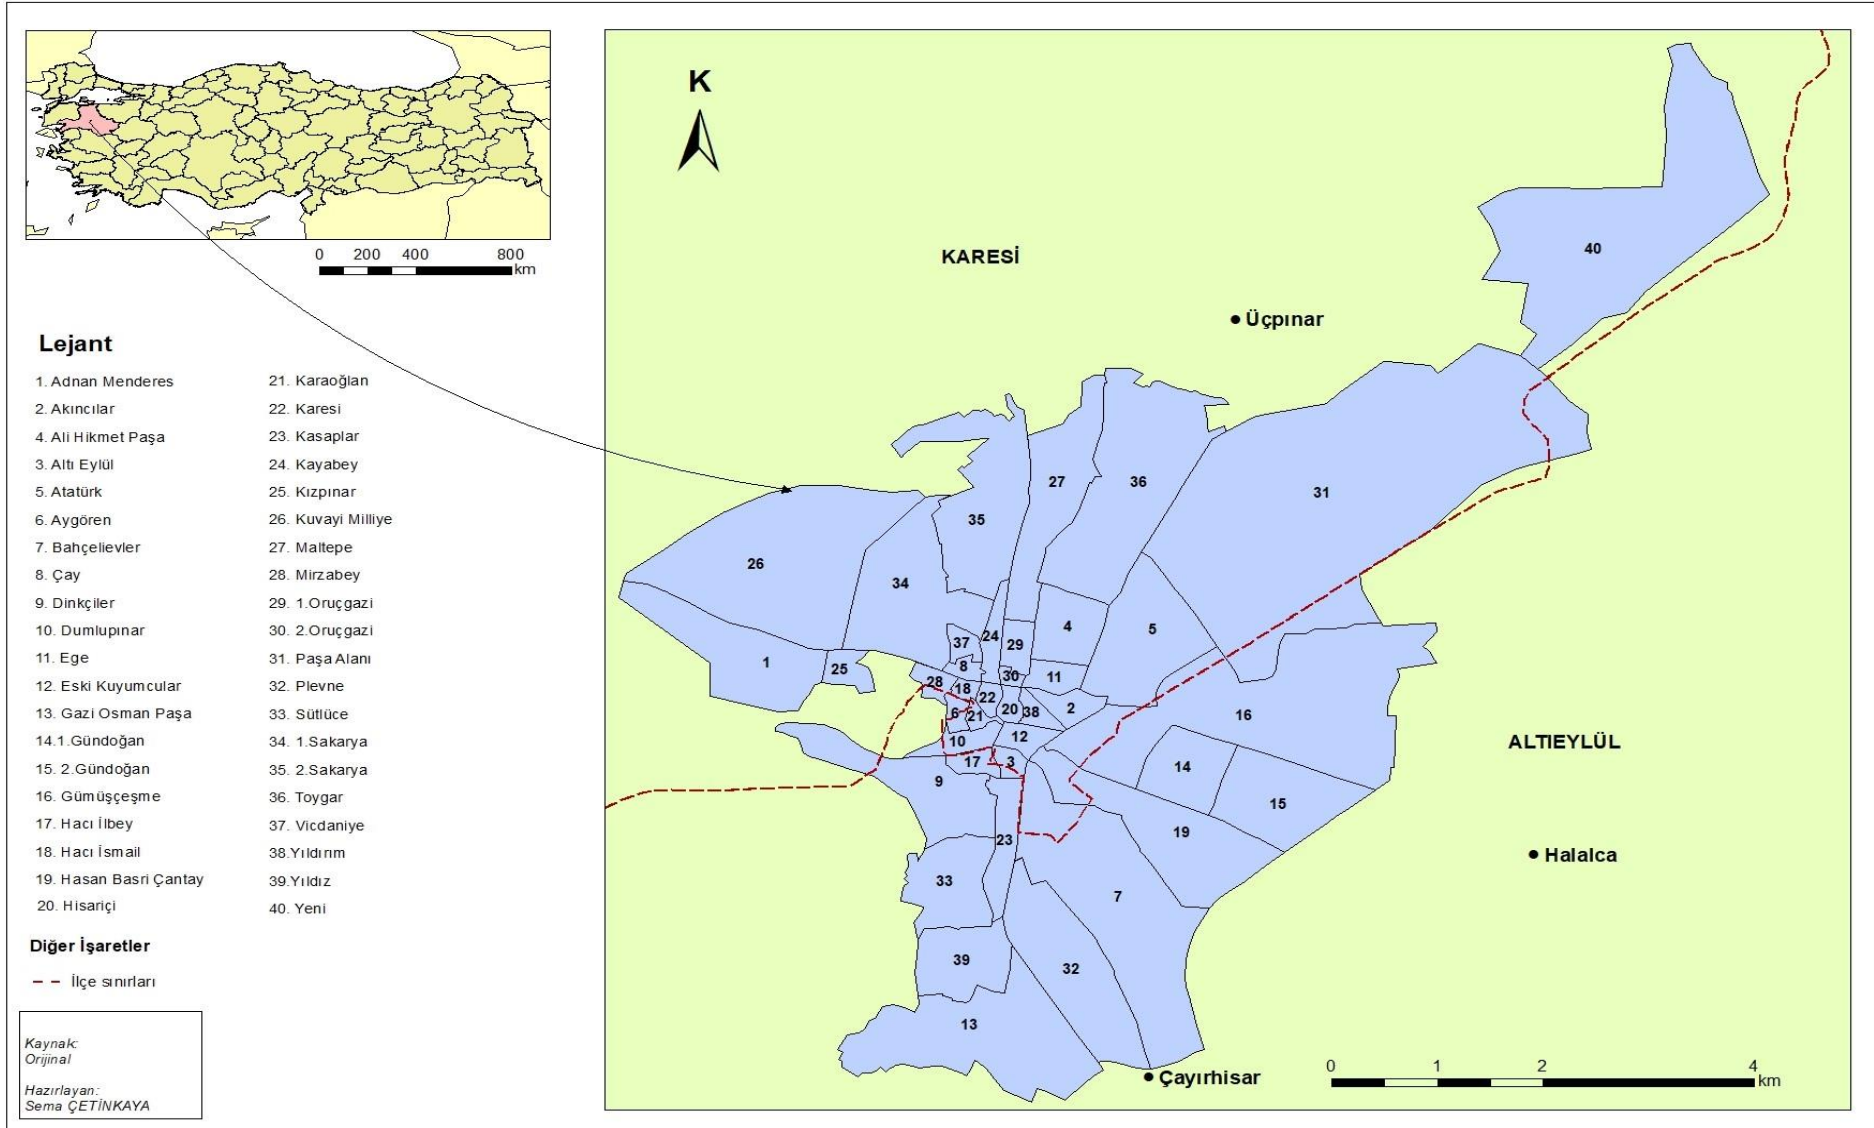 0 200 400 800
km
Lejant
1. Adnan Menderes
2. Akıncılar
4. Ali Hikmet Paşa
3. Altı Eylül
5. Atatürk
6. Aygören
7. Bahçelievler
8. Çay
9. Dinkçiler
10. Dumlupınar
11. Ege
12. Eski Kuyumcular
13. Gazi Osman Paşa
14.1.Gündoğan
15. 2.Gündoğan
16. Gümüşçeşme
17. Hacı İlbey
18. Hacı İsmail
19. Hasan Basri Çantay
20. Hisariçi
21. Karaoğlan
22. Karesi
23. Kasaplar
24. Kayabey
25. Kızpınar
26. Kuvayi Milliye
27. Maltepe
28. Mirzabey
29. 1.Oruçgazi
30. 2.Oruçgazi
31. Paşa Alanı
32. Plevne
33. Sütlüce
34. 1.Sakarya
35. 2.Sakarya
36. Toygar
37. Vicdaniye
38.Yıldırım
39.Yıldız
40. Yeni
Diğer İşaretler
İlçe sınırları
Kaynak:
Orijinal
Hazırlayan:
Sema ÇETİNKAYA
K
KARESİ
40
Üçpınar
27
36
31
35
26
34
4
5
24
37
29
1
25
8
30
11
28
18
22
2
6
21
20
38
16
10
12
ALTIEYLÜL
17
3
14
9
15
19
23
Halalca
33
7
39
32
13
Çayırhisar
0 1 2 4
km